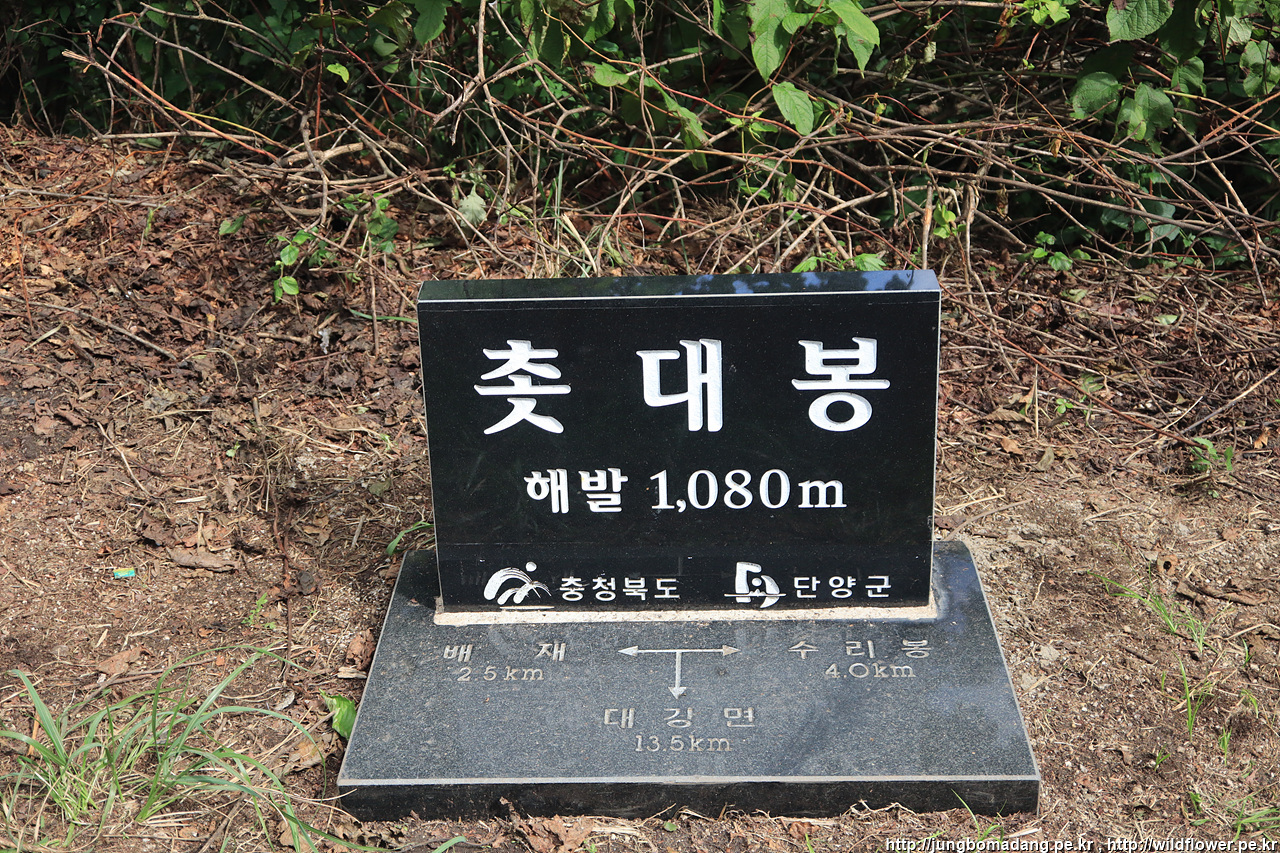 촛대봉
해발 1,080m
충청북도 단양군
배재 수리봉
2.5km 4.0km
대강면
13.5km
http://jungbomadang.pe.kr , http://wildflower.pe.kr